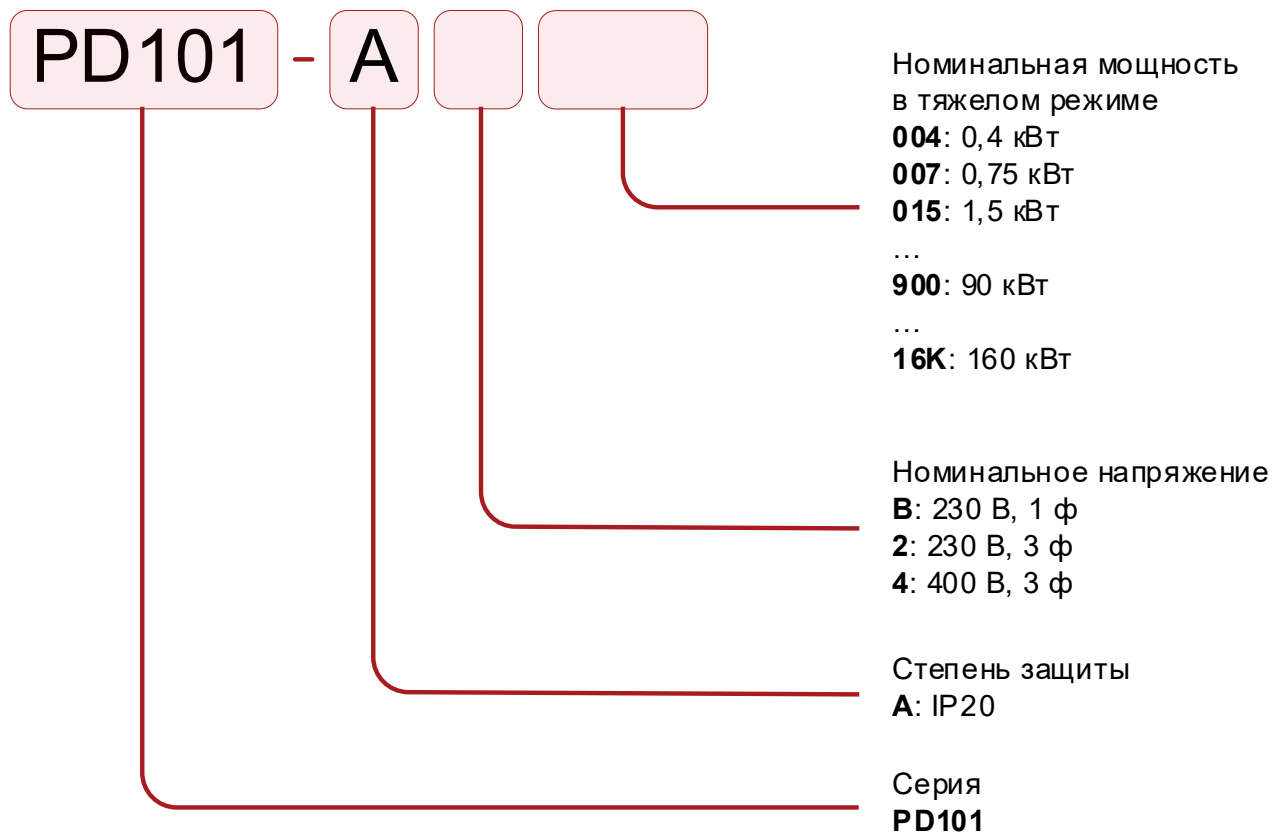 PD101 - A
Номинальная мощность
в тяжелом режиме
004: 0,4 кВт
007: 0,75 кВт
015: 1,5 кВт
...
900: 90 кВт
...
16K: 160 кВт
Номинальное напряжение
B: 230 В, 1 ф
2: 230 В, 3 ф
4: 400 В, 3 ф
Степень защиты
A: IP20
Серия
PD101